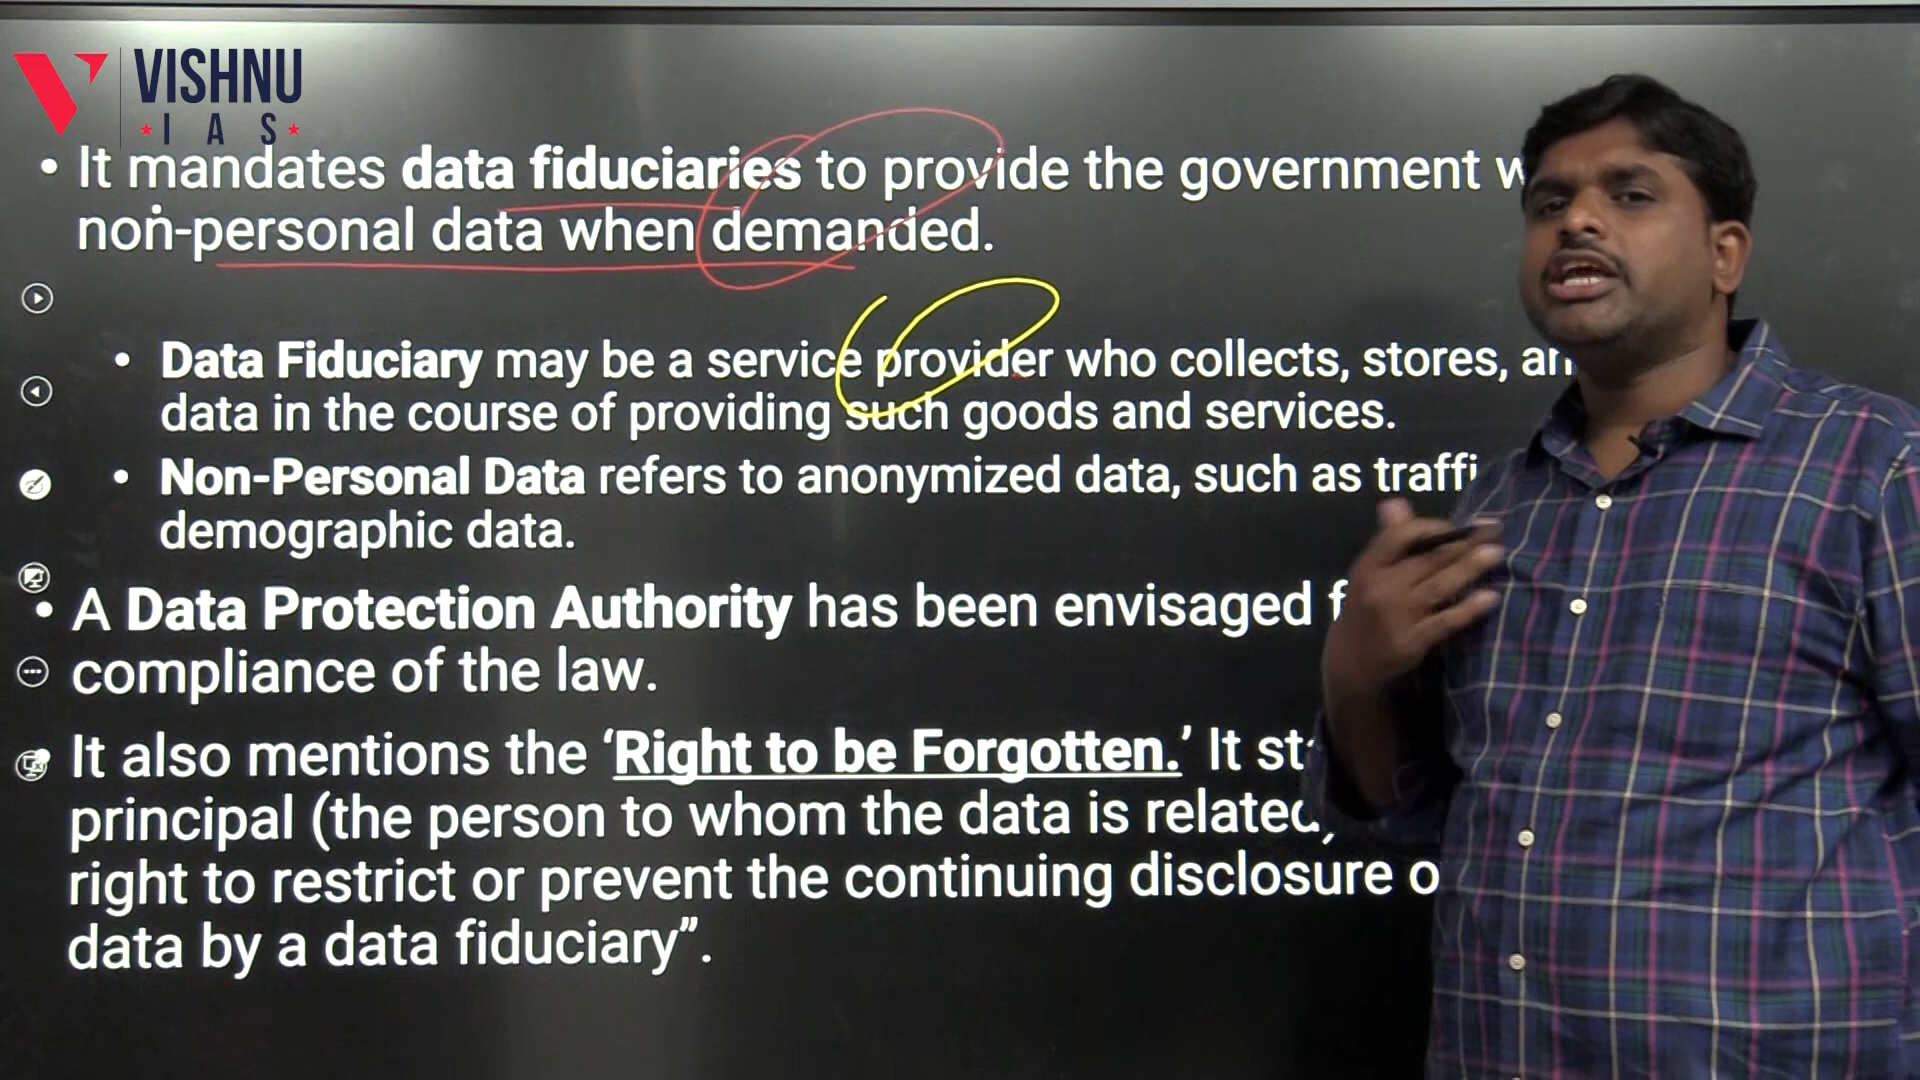 VISHNU
IAS
• It mandates data fiduciaries to provide the government
non-personal data when demanded.
• Data Fiduciary may be a service provider who collects, stores,
data in the course of providing such goods and services.
• Non-Personal Data refers to anonymized data, such as
demographic data.
• A Data Protection Authority has been envisaged
compliance of the law.
It also mentions the ‘Right to be Forgotten.’ It
principal (the person to whom the data is related)
right to restrict or prevent the continuing disclosure
data by a data fiduciary”.